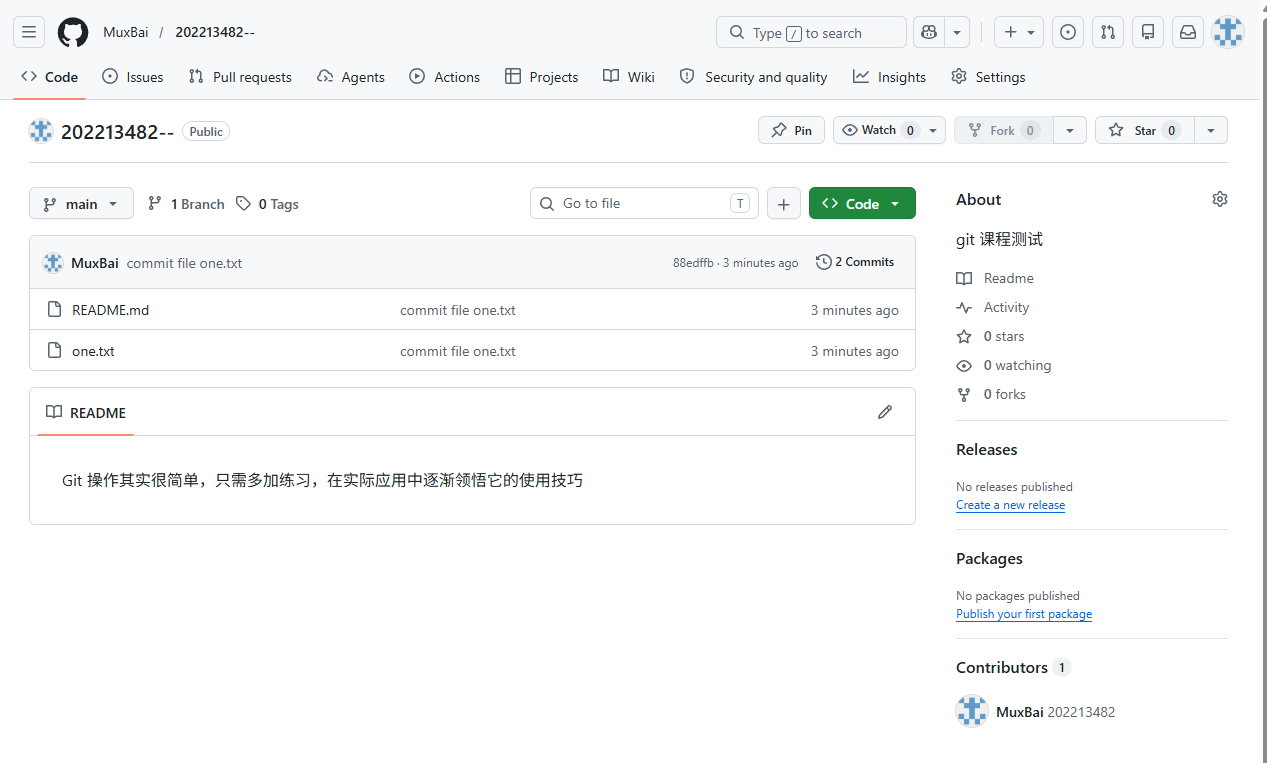 MuxBai / 202213482--
Type / to search
Code Issues Pull requests Agents Actions Projects Wiki Security and quality Insights Settings
202213482-- Public
Pin Watch 0 Fork 0 Star 0
main 1 Branch 0 Tags Go to file T + Code
MuxBai commit file one.txt 88edffb · 3 minutes ago 2 Commits
README.md commit file one.txt 3 minutes ago
one.txt commit file one.txt 3 minutes ago
README
Git 操作其实很简单，只需多加练习，在实际应用中逐渐领悟它的使用技巧
About
git 课程测试
Readme
Activity
0 stars
0 watching
0 forks
Releases
No releases published
Create a new release
Packages
No packages published
Publish your first package
Contributors 1
MuxBai 202213482